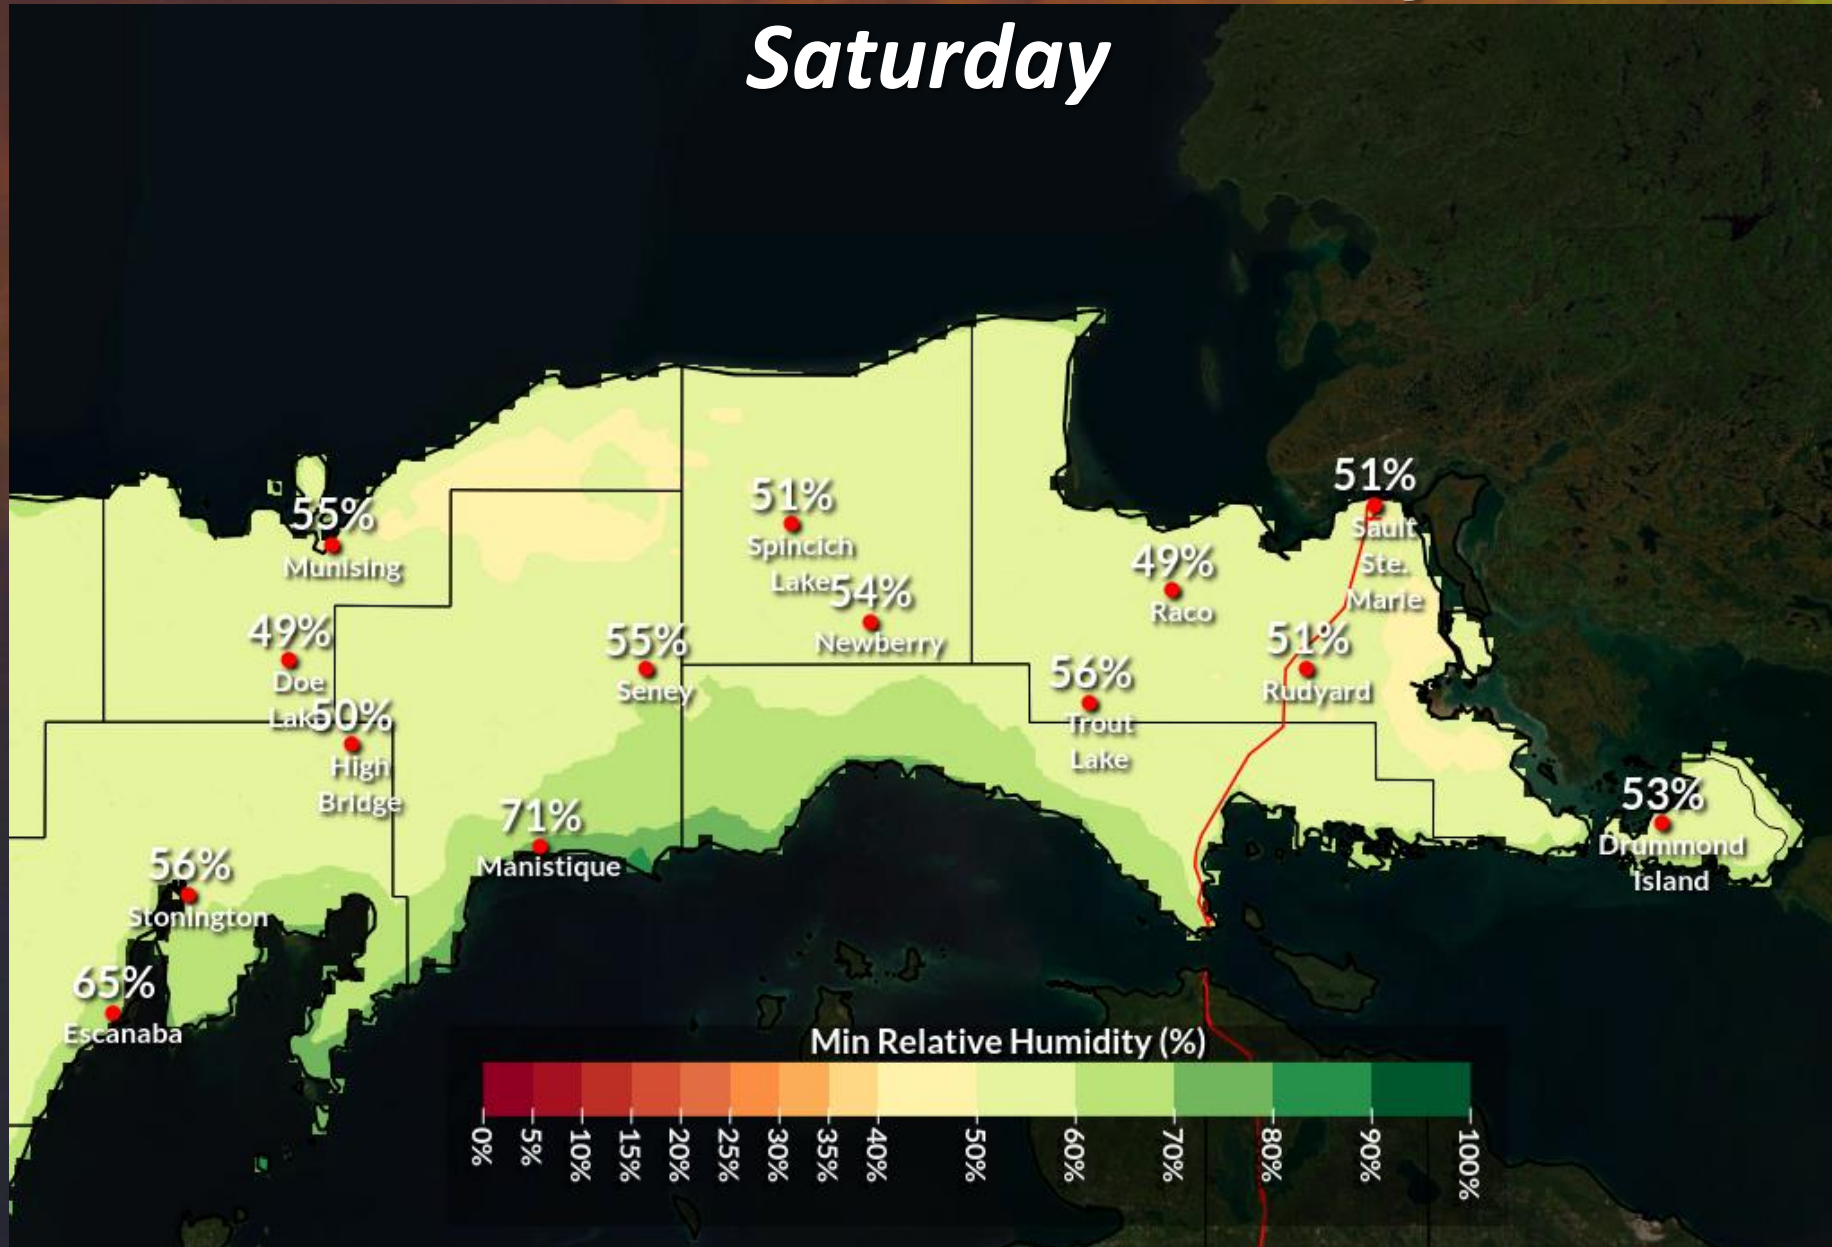 Saturday
51%
Sault
Ste.
Marie
51%
Spincich
Lake
55%
Munising
49%
Raco
54%
Newberry
49%
Doe
Lake
55%
Seney
51%
Rudyard
56%
Trout
Lake
50%
High
Bridge
53%
Drummond
Island
71%
Manistique
56%
Stonington
65%
Escanaba
Min Relative Humidity (%)
0% 5% 10% 15% 20% 25% 30% 35% 40% 50% 60% 70% 80% 90% 100%